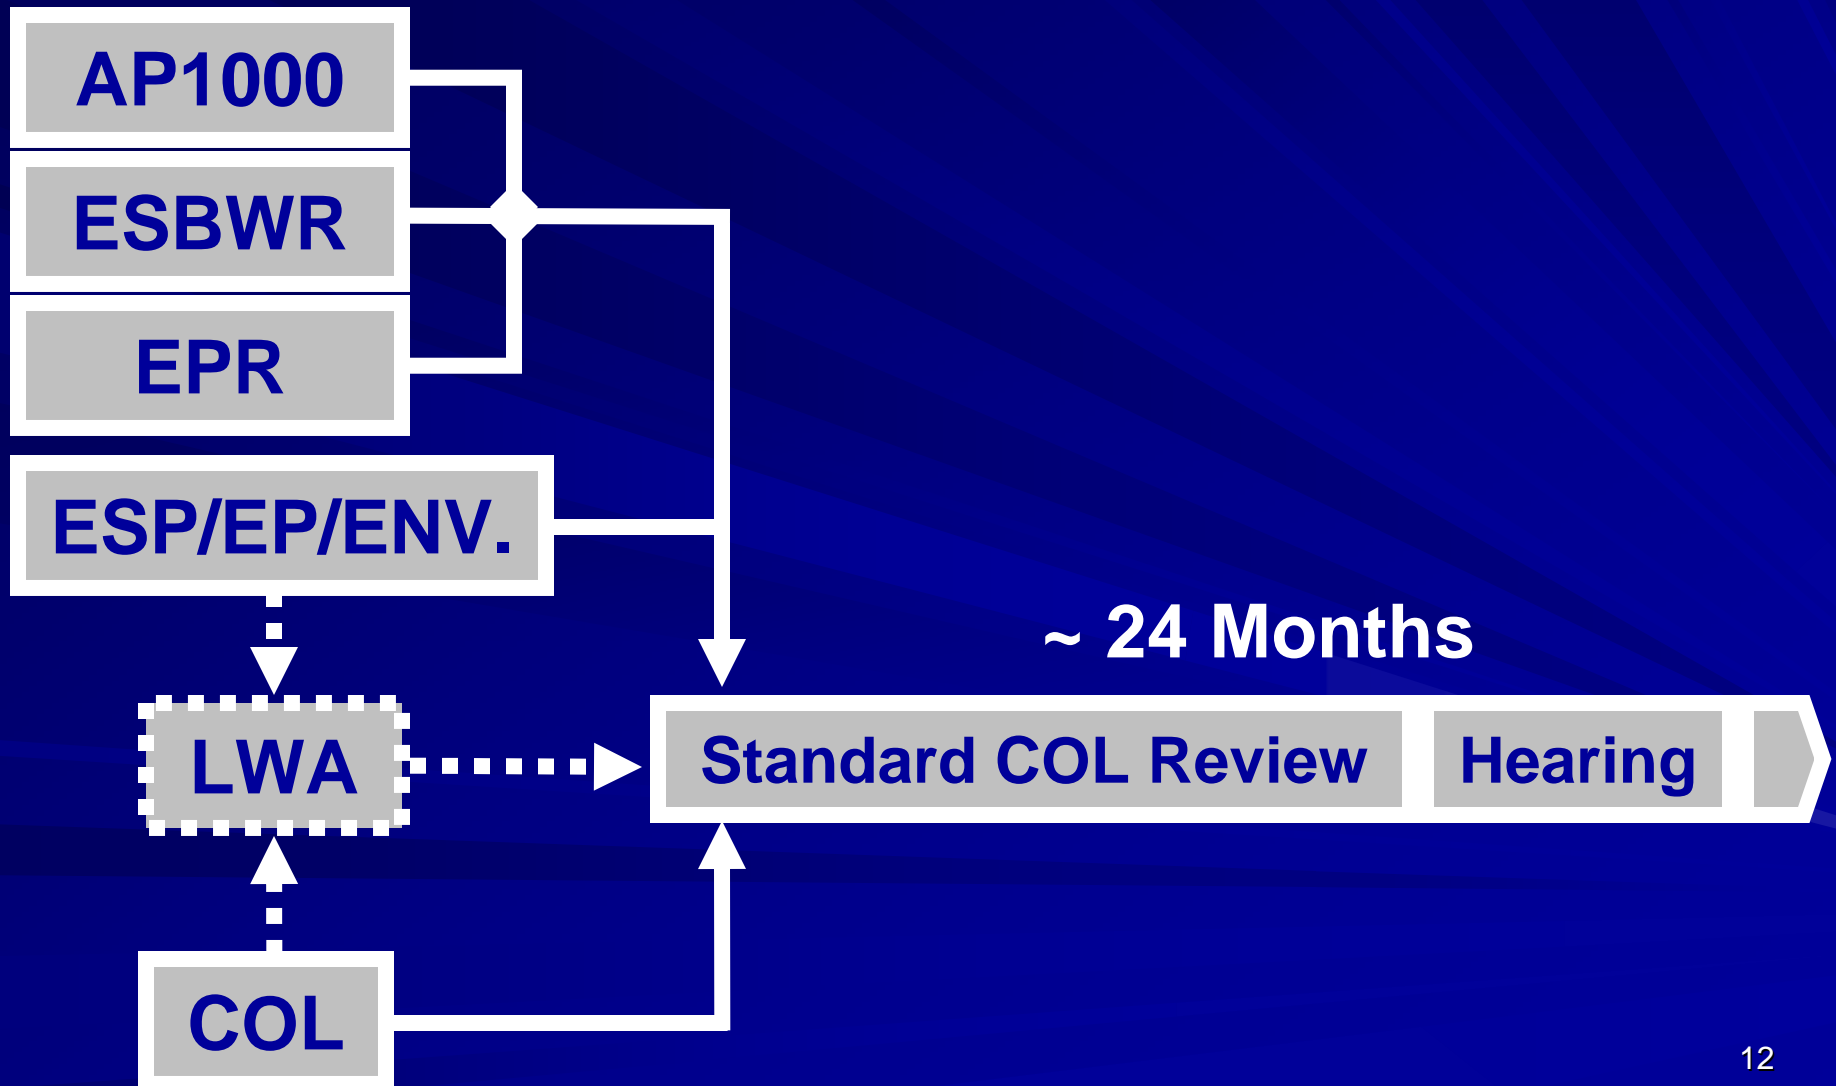 AP1000
ESBWR
EPR
ESP/EP/ENV.
~ 24 Months
LWA
Standard COL Review
Hearing
COL
12